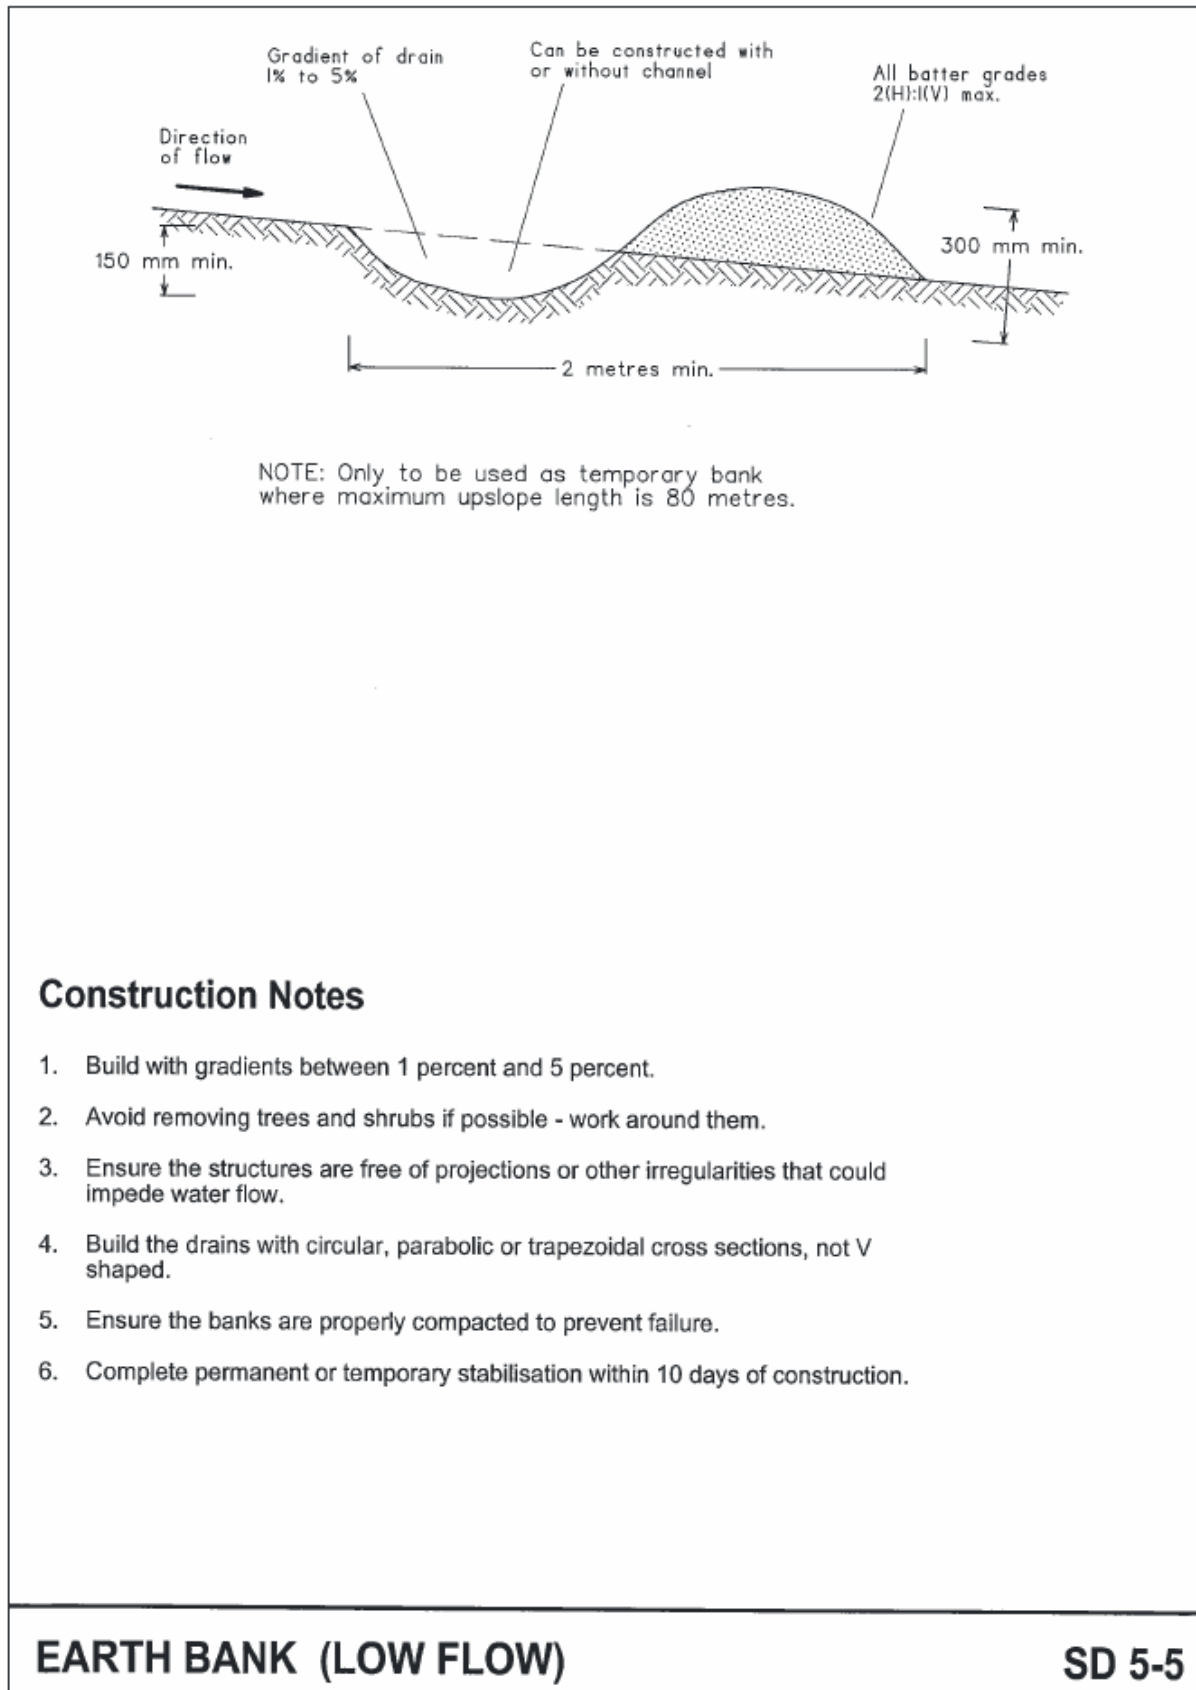 Gradient of drain
1% to 5%
Can be constructed with
or without channel
All batter grades
2(H):1(V) max.
Direction
of flow
150 mm min.
300 mm min.
2 metres min.
NOTE: Only to be used as temporary bank
where maximum upslope length is 80 metres.
Construction Notes
1. Build with gradients between 1 percent and 5 percent.
2. Avoid removing trees and shrubs if possible - work around them.
3. Ensure the structures are free of projections or other irregularities that could
impede water flow.
4. Build the drains with circular, parabolic or trapezoidal cross sections, not V
shaped.
5. Ensure the banks are properly compacted to prevent failure.
6. Complete permanent or temporary stabilisation within 10 days of construction.
EARTH BANK (LOW FLOW)
SD 5-5